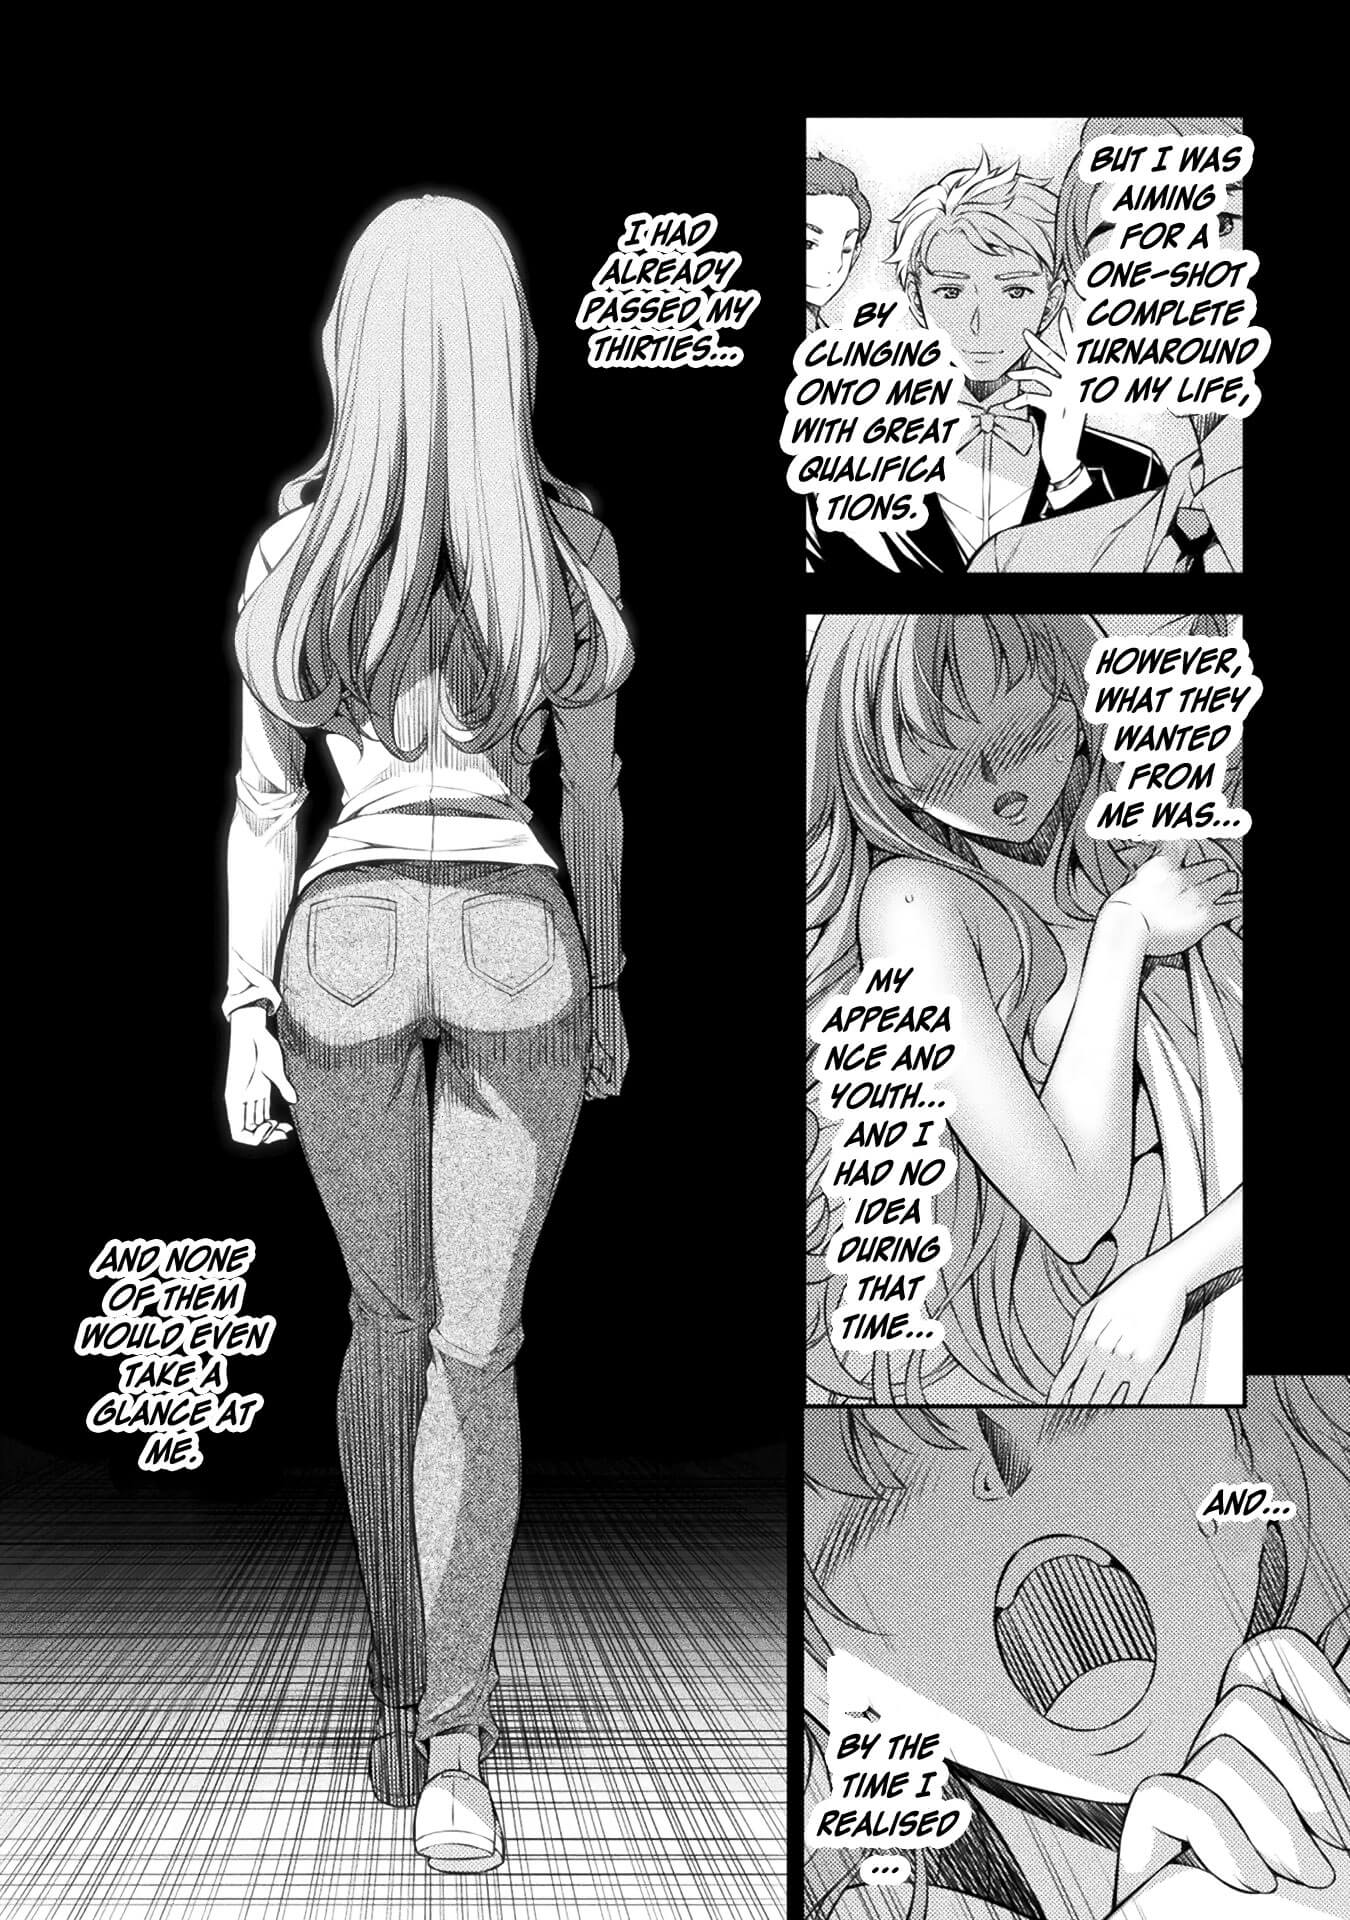 BUT I WAS
AIMING
FOR A
ONE-SHOT
COMPLETE
TURNAROUND
TO MY LIFE,
BY
CLINGING
ONTO MEN
WITH GREAT
QUALIFICA
TIONS.
HOWEVER,
WHAT THEY
WANTED
FROM
ME WAS...
MY
APPEARA
NCE AND
YOUTH...
AND I
HAD NO
IDEA
DURING
THAT
TIME...
AND...
BY THE
TIME I
REALISED
...
I HAD
ALREADY
PASSED MY
THIRTIES...
AND NONE
OF THEM
WOULD EVEN
TAKE A
GLANCE AT
ME.